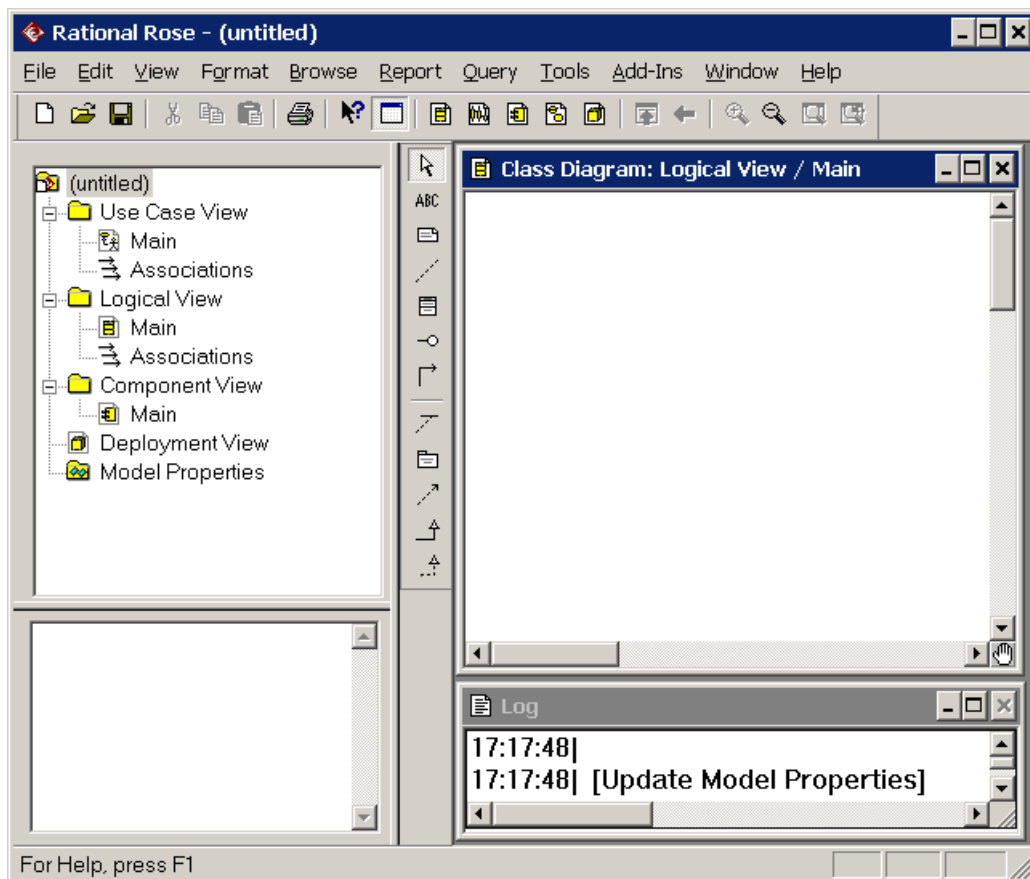 Rational Rose - (untitled)
File Edit View Format Browse Report Query Tools Add-Ins Window Help
(untitled)
Use Case View
Main
Associations
Logical View
Main
Associations
Component View
Main
Deployment View
Model Properties
ABC
Class Diagram: Logical View / Main
Log
17:17:48|
17:17:48| [Update Model Properties]
For Help, press F1